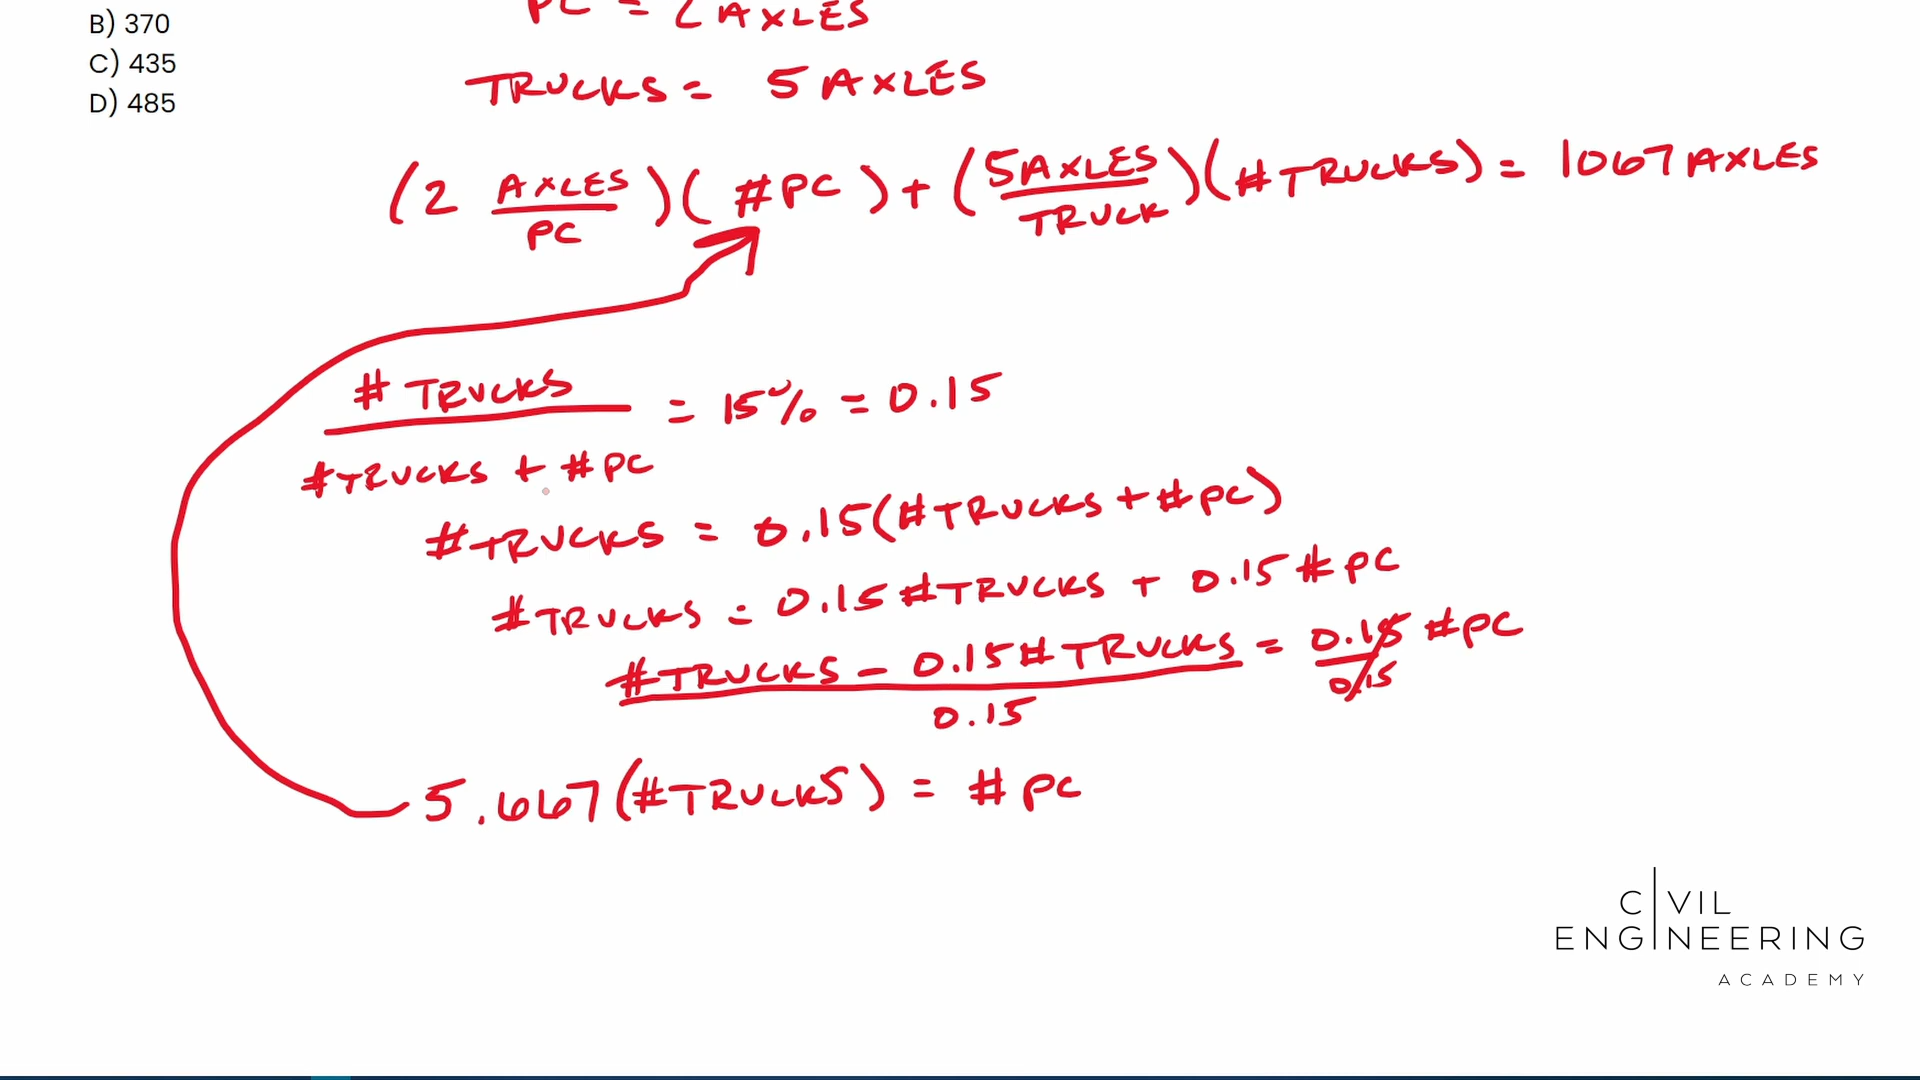 B) 370
PC = 2 AXLES
C) 435
TRUCKS = 5 AXLES
D) 485
(2 AXLES/PC)(#PC) + (5 AXLES/TRUCK)(#TRUCKS) = 1067 AXLES
# TRUCKS
= 15% = 0.15
#TRUCKS + #PC
#TRUCKS = 0.15(#TRUCKS + #PC)
#TRUCKS = 0.15 #TRUCKS + 0.15 #PC
#TRUCKS - 0.15 #TRUCKS = 0.15 #PC
0.15 0.15
5.667(#TRUCKS) = # PC
CIVIL
ENGINEERING
ACADEMY